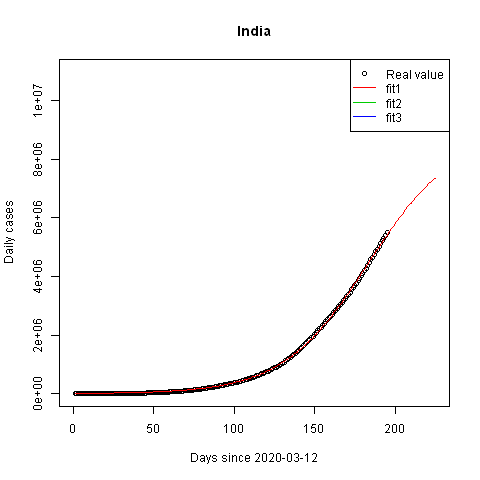 India
Real value
fit1
fit2
fit3
Daily cases
1e+07
8e+06
6e+06
4e+06
2e+06
0e+00
0 50 100 150 200
Days since 2020-03-12